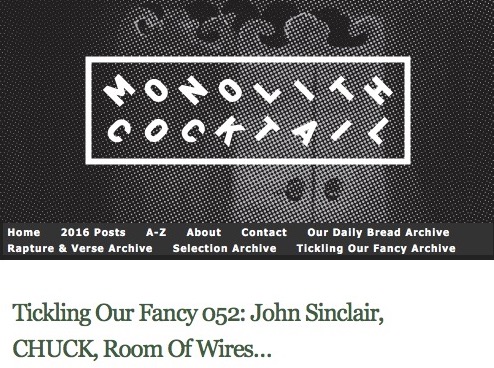 MONOLITH
COCKTAIL
Home 2016 Posts A-Z About Contact Our Daily Bread Archive
Rapture & Verse Archive Selection Archive Tickling Our Fancy Archive
Tickling Our Fancy 052: John Sinclair,
CHUCK, Room Of Wires…